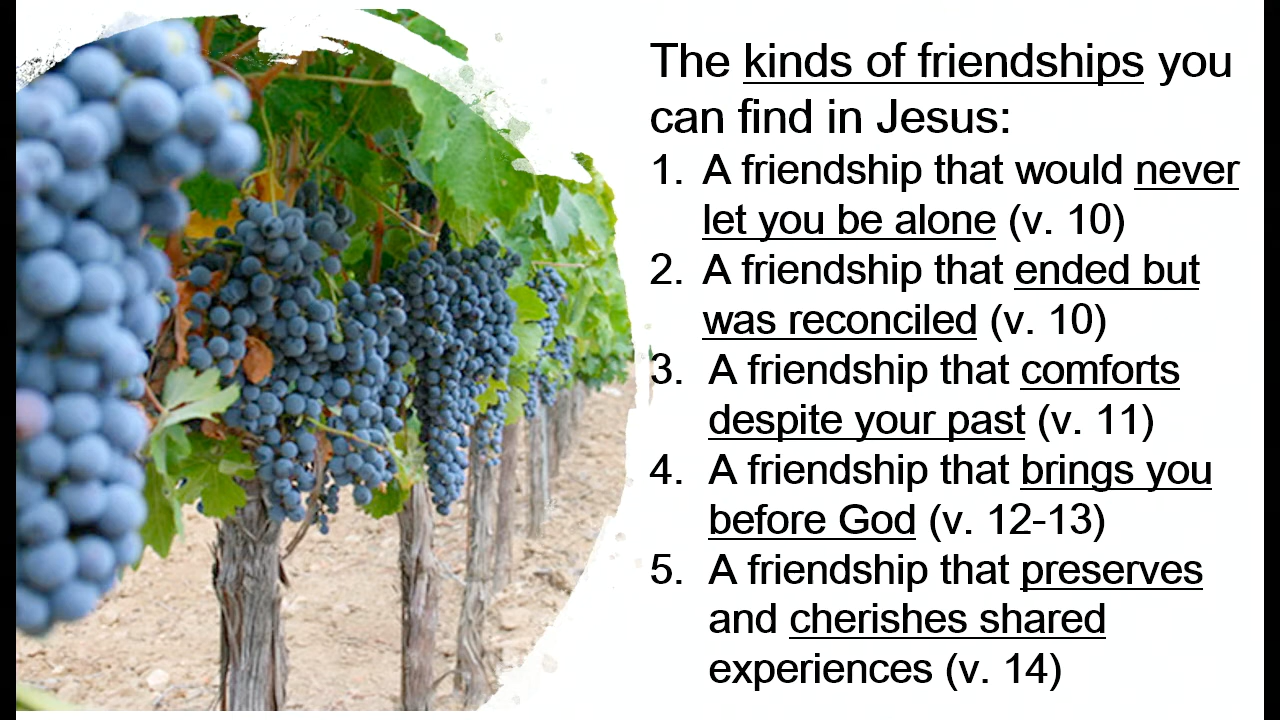 The kinds of friendships you
can find in Jesus:
1. A friendship that would never
let you be alone (v. 10)
2. A friendship that ended but
was reconciled (v. 10)
3. A friendship that comforts
despite your past (v. 11)
4. A friendship that brings you
before God (v. 12-13)
5. A friendship that preserves
and cherishes shared
experiences (v. 14)